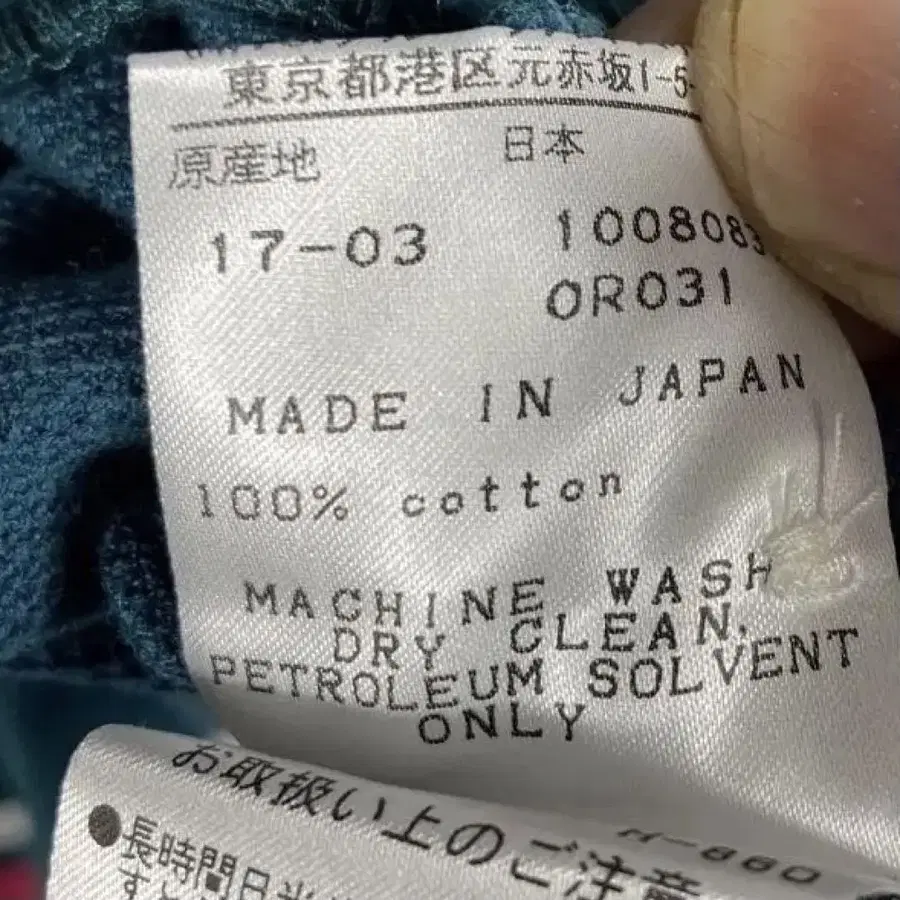 東京都港区元赤坂1-5-
原産地 日本
17-03 1008083
0R031
MADE IN JAPAN
100% cotton
MACHINE WASH
DRY CLEAN.
PETROLEUM SOLVENT
ONLY
お取扱い上のご注意
N-860
●長時間日光